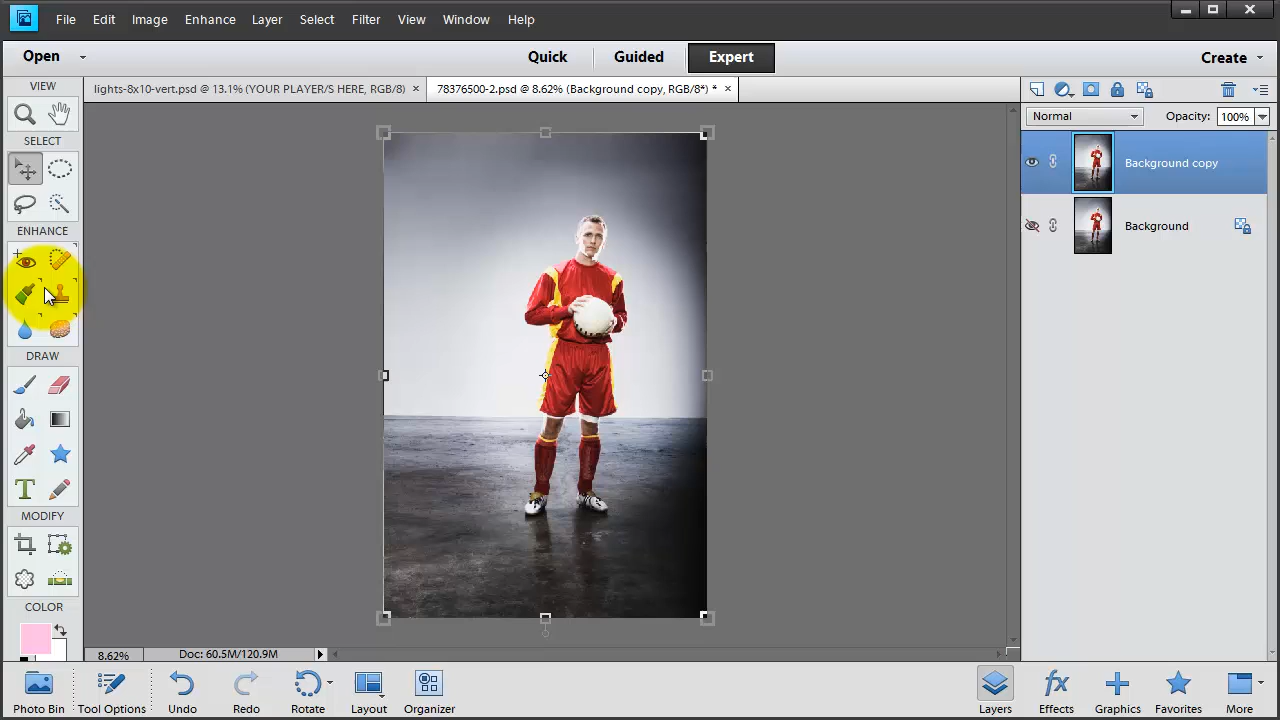 File Edit Image Enhance Layer Select Filter View Window Help
Open Quick Guided Expert Create
VIEW
lights-8x10-vert.psd @ 13.1% (YOUR PLAYER/S HERE, RGB/8) × 78376500-2.psd @ 8.62% (Background copy, RGB/8*) * ×
Normal Opacity: 100%
SELECT
Background copy
Background
ENHANCE
DRAW
T
MODIFY
COLOR
8.62% Doc: 60.5M/120.9M
Photo Bin Tool Options Undo Redo Rotate Layout Organizer Layers fx Effects Graphics Favorites More